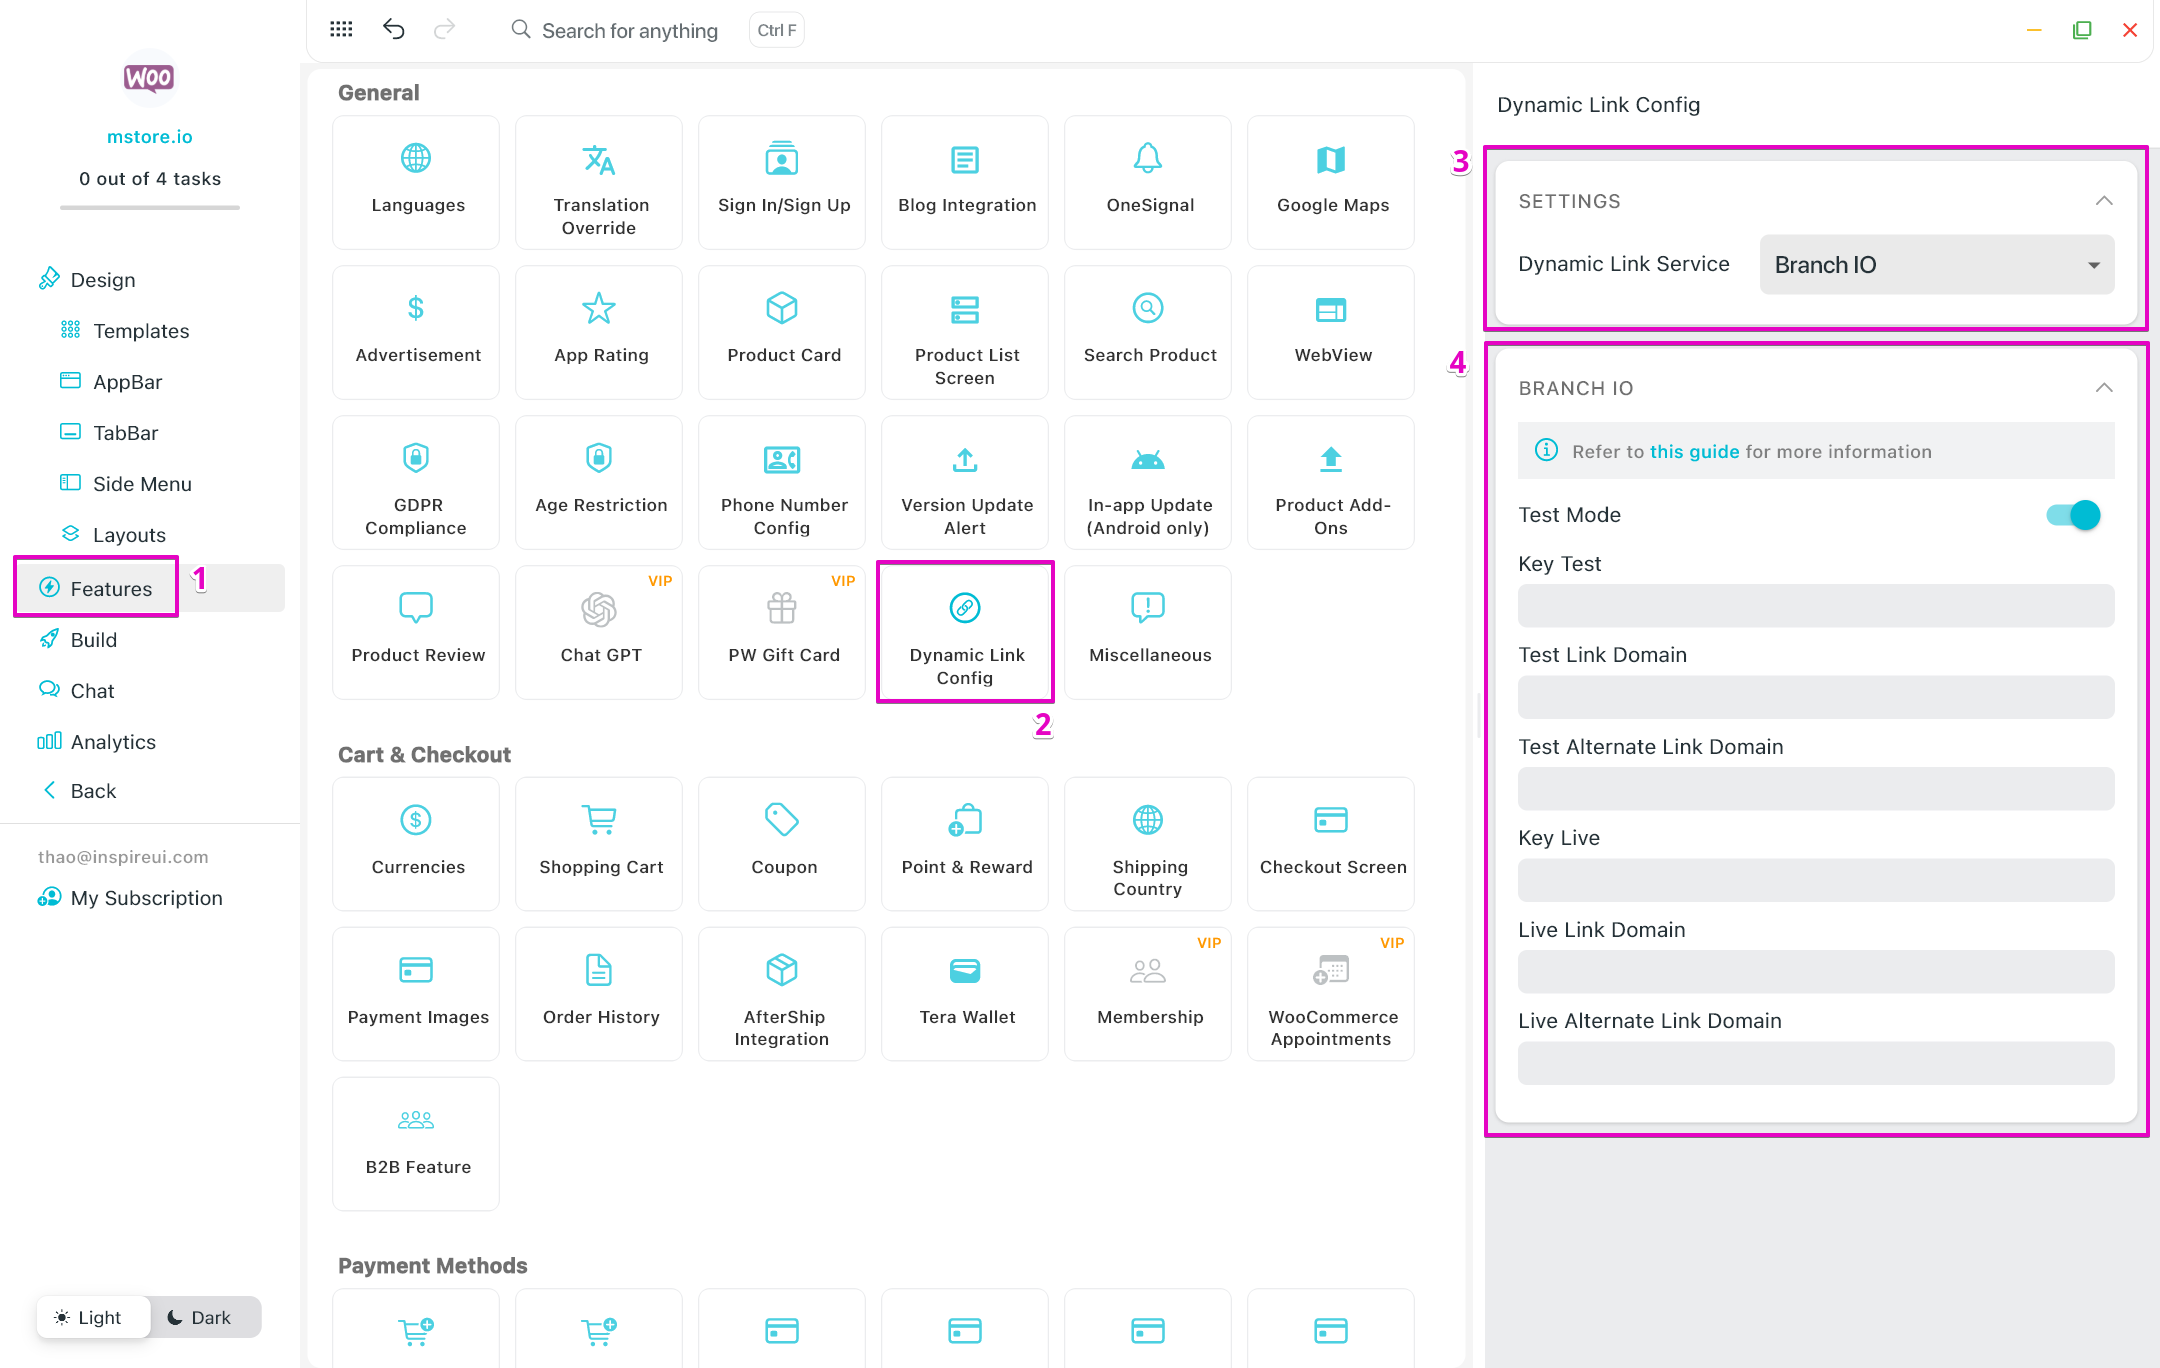 Search for anything
Ctrl F
WOO
mstore.io
0 out of 4 tasks
Design
Templates
AppBar
TabBar
Side Menu
Layouts
Features
1
Build
Chat
Analytics
Back
thao@inspireui.com
My Subscription
Light
Dark
General
Languages
Translation
Override
Sign In/Sign Up
Blog Integration
OneSignal
Google Maps
Advertisement
App Rating
Product Card
Product List
Screen
Search Product
WebView
GDPR
Compliance
Age Restriction
Phone Number
Config
Version Update
Alert
In-app Update
(Android only)
Product Add-
Ons
Product Review
VIP
Chat GPT
VIP
PW Gift Card
Dynamic Link
Config
2
Miscellaneous
Cart & Checkout
Currencies
Shopping Cart
Coupon
Point & Reward
Shipping
Country
Checkout Screen
Payment Images
Order History
AfterShip
Integration
Tera Wallet
VIP
Membership
VIP
WooCommerce
Appointments
B2B Feature
Payment Methods
Dynamic Link Config
3
SETTINGS
Dynamic Link Service
Branch IO
4
BRANCH IO
Refer to this guide for more information
Test Mode
Key Test
Test Link Domain
Test Alternate Link Domain
Key Live
Live Link Domain
Live Alternate Link Domain